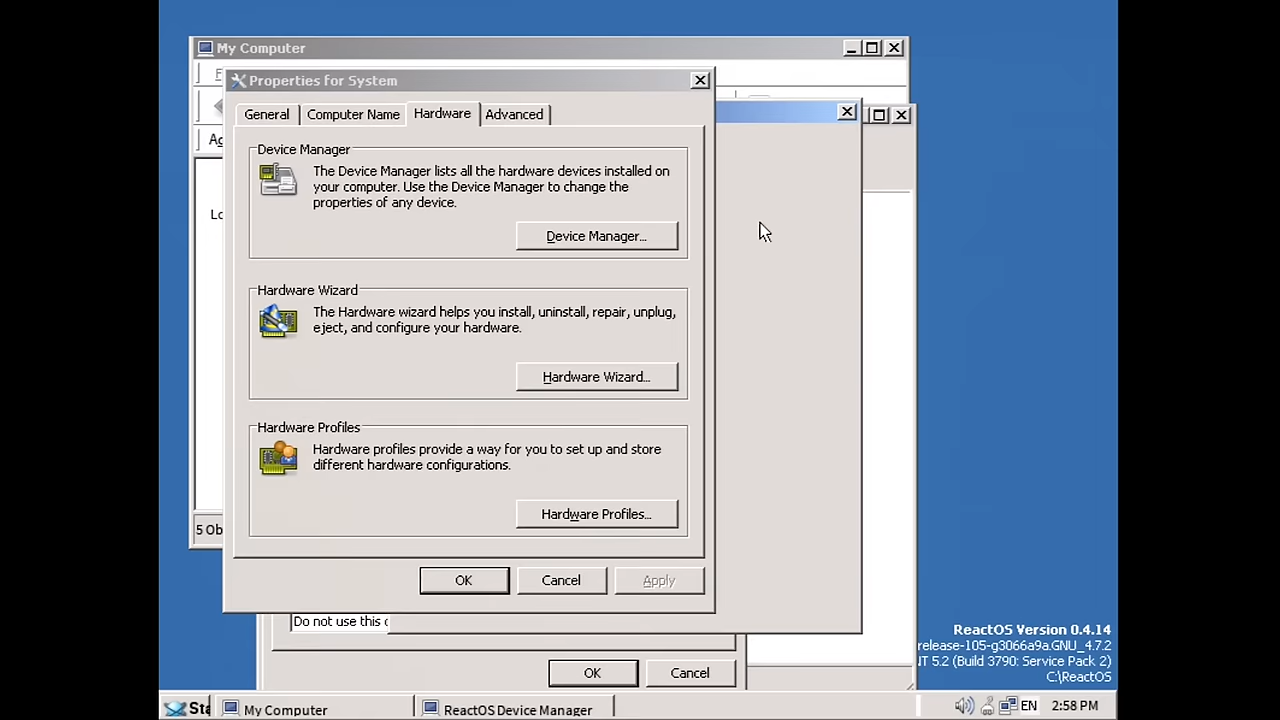 My Computer
Properties for System
General
Computer Name
Hardware
Advanced
Device Manager
The Device Manager lists all the hardware devices installed on
your computer. Use the Device Manager to change the
properties of any device.
Device Manager...
Hardware Wizard
The Hardware wizard helps you install, uninstall, repair, unplug,
eject, and configure your hardware.
Hardware Wizard...
Hardware Profiles
Hardware profiles provide a way for you to set up and store
different hardware configurations.
Hardware Profiles...
OK
Cancel
Apply
5 Ob
Do not use this
OK
Cancel
ReactOS Version 0.4.14
release-105-g3066a9a.GNU_4.7.2
NT 5.2 (Build 3790: Service Pack 2)
C:\ReactOS
Sta
My Computer
ReactOS Device Manager
EN
2:58 PM